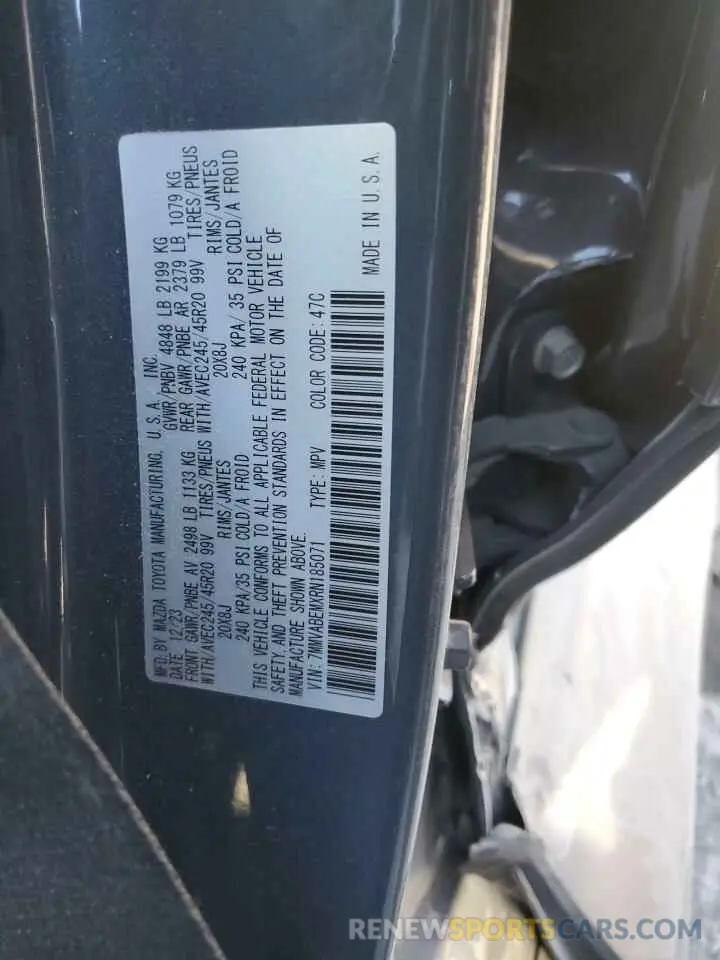 MFD. BY MAZDA TOYOTA MANUFACTURING, U.S.A., INC.
DATE 12/23 GVWR/PNBV 4848 LB 2199 KG
FRONT GAWR/PNBE AV 2498 LB 1133 KG REAR GAWR/PNBE AR 2379 LB 1079 KG
WITH/AVEC245/45R20 99V TIRES/PNEUS WITH/AVEC245/45R20 99V TIRES/PNEUS
20X8J RIMS/JANTES 20X8J RIMS/JANTES
240 KPA/35 PSI COLD/A FROID 240 KPA/ 35 PSI COLD/A FROID
THIS VEHICLE CONFORMS TO ALL APPLICABLE FEDERAL MOTOR VEHICLE
SAFETY, AND THEFT PREVENTION STANDARDS IN EFFECT ON THE DATE OF
MANUFACTURE SHOWN ABOVE.
VIN: 7MMVABEMXRN185071 TYPE: MPV COLOR CODE: 47C
MADE IN U.S.A.
RENEWSPORTSCARS.COM